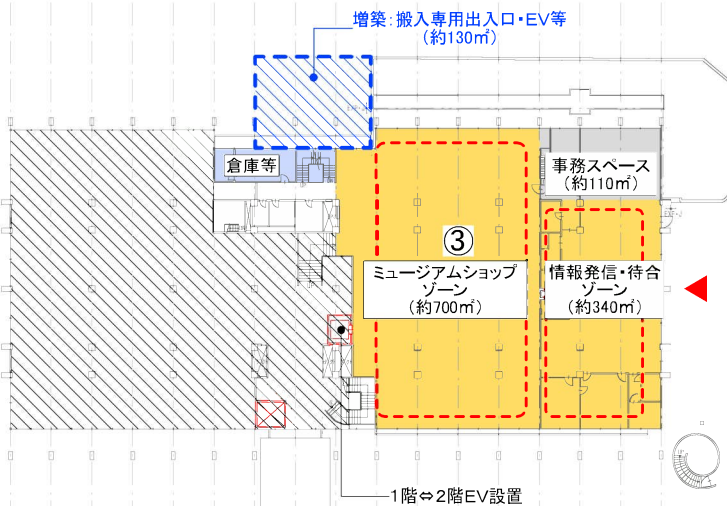 増築：搬入専用出入口・EV等
（約130㎡）
倉庫等
事務スペース
（約110㎡）
③
ミュージアムショップ
ゾーン
（約700㎡）
情報発信・待合
ゾーン
（約340㎡）
1階⇔2階EV設置